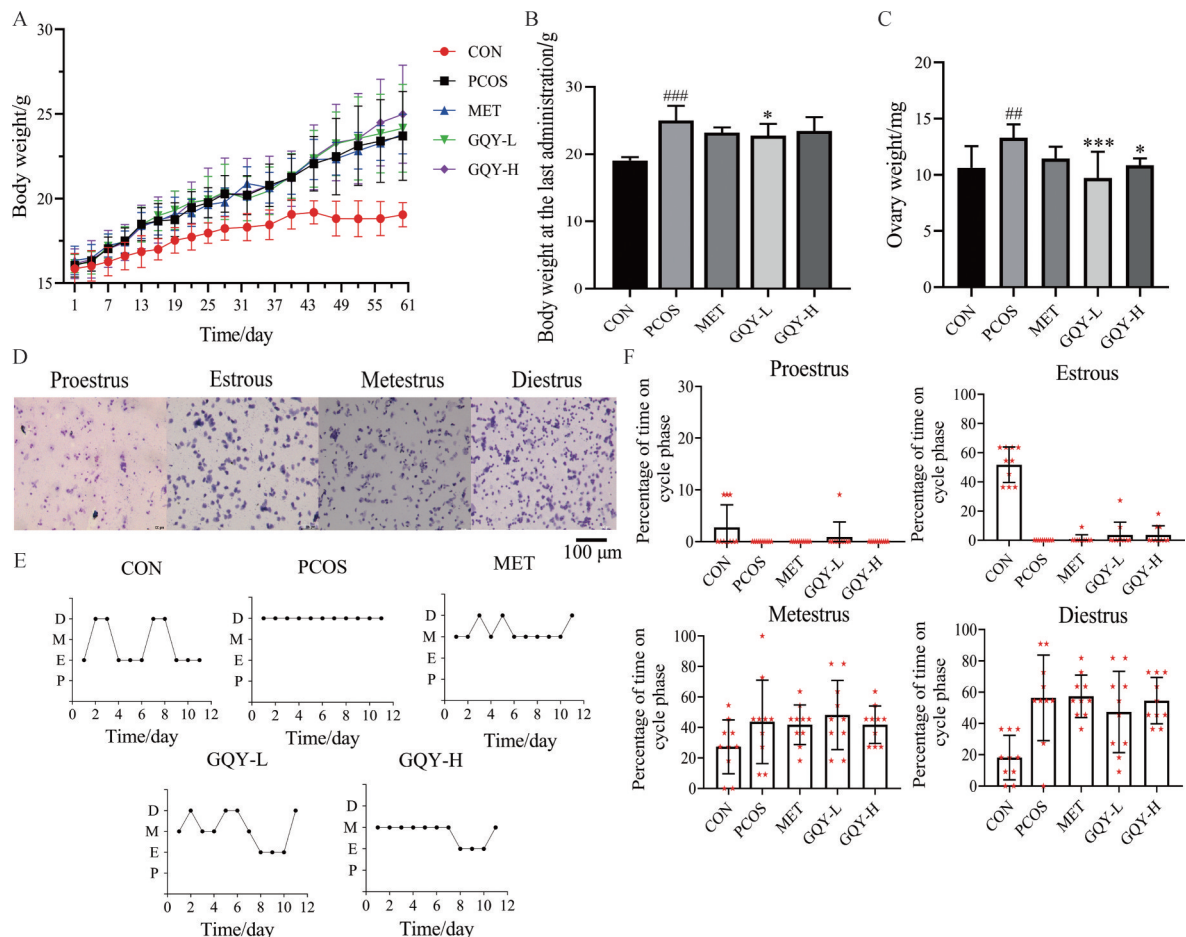 A
Body weight/g
30
25
20
15
1 7 13 19 25 31 37 43 49 55 61
Time/day
CON
PCOS
MET
GQY-L
GQY-H
B
Body weight at the last administration/g
30
20
10
0
###
*
CON PCOS MET GQY-L GQY-H
C
Ovary weight/mg
20
15
10
5
0
##
***
*
CON PCOS MET GQY-L GQY-H
D
Proestrus Estrous Metestrus Diestrus
100 μm
E
CON
D
M
E
P
0 2 4 6 8 10 12
Time/day
PCOS
D
M
E
P
0 2 4 6 8 10 12
Time/day
MET
D
M
E
P
0 2 4 6 8 10 12
Time/day
GQY-L
D
M
E
P
0 2 4 6 8 10 12
Time/day
GQY-H
D
M
E
P
0 2 4 6 8 10 12
Time/day
F
Proestrus
Percentage of time on
cycle phase
30
20
10
0
CON PCOS MET GQY-L GQY-H
Estrous
Percentage of time on
cycle phase
100
80
60
40
20
0
CON PCOS MET GQY-L GQY-H
Metestrus
Percentage of time on
cycle phase
100
80
60
40
20
0
CON PCOS MET GQY-L GQY-H
Diestrus
Percentage of time on
cycle phase
100
80
60
40
20
0
CON PCOS MET GQY-L GQY-H